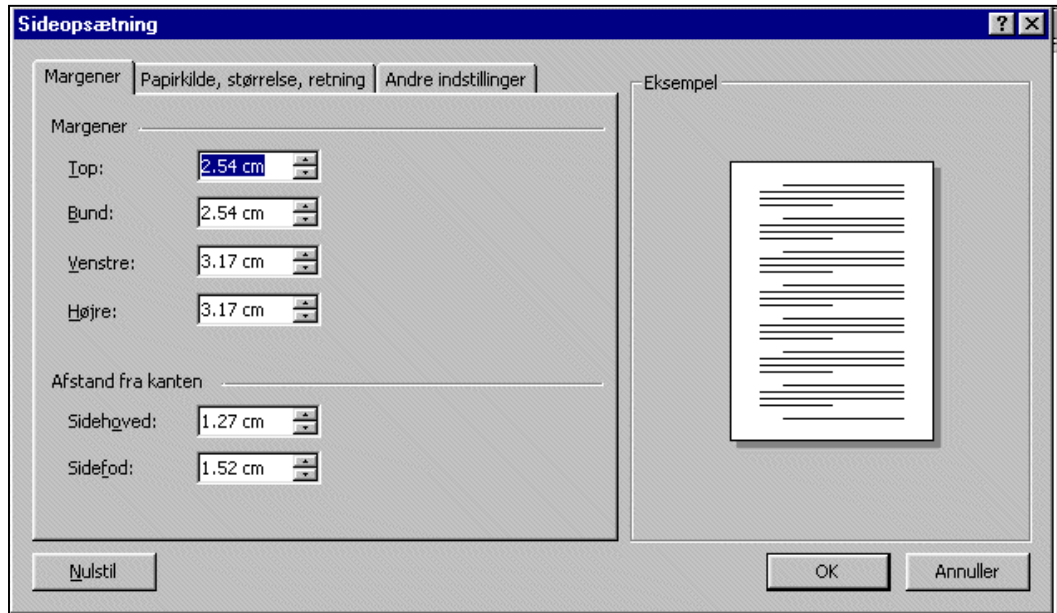 Sideopsætning
Margener Papirkilde, størrelse, retning Andre indstillinger
Eksempel
Margener
Top: 2.54 cm
Bund: 2.54 cm
Venstre: 3.17 cm
Højre: 3.17 cm
Afstand fra kanten
Sidehoved: 1.27 cm
Sidefod: 1.52 cm
Nulstil OK Annuller